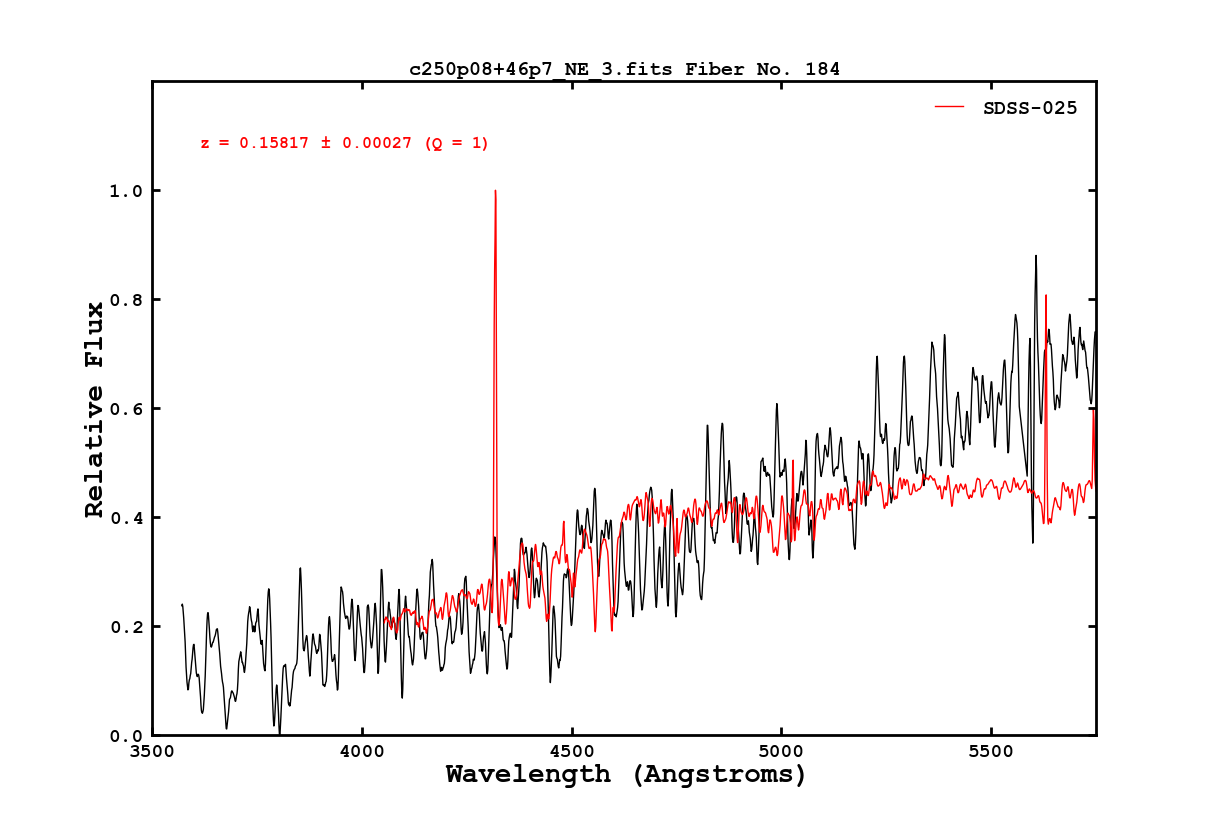 c250p08+46p7_NE_3.fits Fiber No. 184
SDSS-025
z = 0.15817 ± 0.00027 (Q = 1)
1.0
0.8
0.6
0.4
0.2
0.0
Relative Flux
3500 4000 4500 5000 5500
Wavelength (Angstroms)